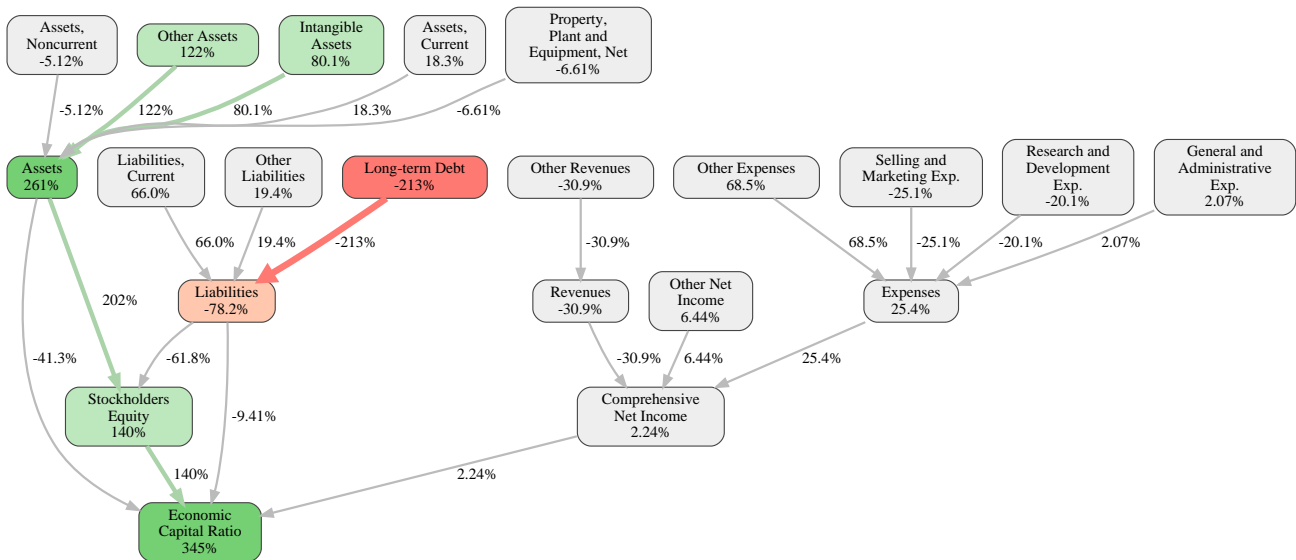 Assets,
Noncurrent
-5.12%
Other Assets
122%
Intangible
Assets
80.1%
Assets,
Current
18.3%
Property,
Plant and
Equipment, Net
-6.61%
-5.12%
122%
80.1%
18.3%
-6.61%
Assets
261%
Liabilities,
Current
66.0%
Other
Liabilities
19.4%
Long-term Debt
-213%
Other Revenues
-30.9%
Other Expenses
68.5%
Selling and
Marketing Exp.
-25.1%
Research and
Development
Exp.
-20.1%
General and
Administrative
Exp.
2.07%
66.0%
19.4%
-213%
-30.9%
68.5%
-25.1%
-20.1%
2.07%
202%
Liabilities
-78.2%
Revenues
-30.9%
Other Net
Income
6.44%
Expenses
25.4%
-41.3%
-61.8%
-30.9%
6.44%
25.4%
Stockholders
Equity
140%
-9.41%
Comprehensive
Net Income
2.24%
140%
2.24%
Economic
Capital Ratio
345%